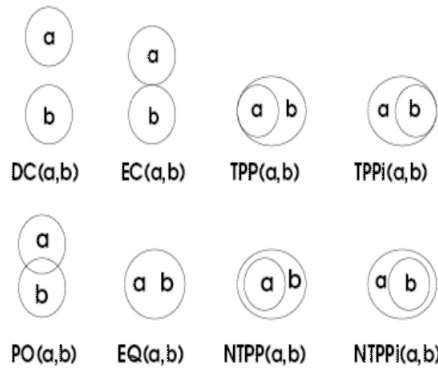 a
a
b
b
a b
a b
DC(a,b) EC(a,b) TPP(a,b) TPPi(a,b)
a
b
a b
a b
a b
PO(a,b) EQ(a,b) NTPP(a,b) NTPPi(a,b)